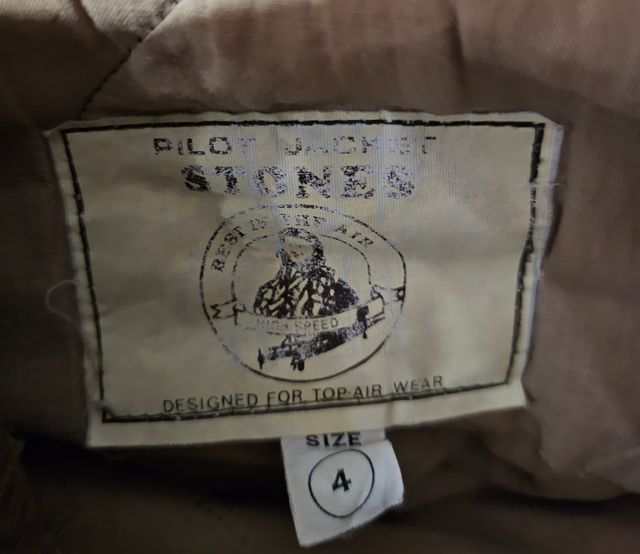 PILOT JACKET
STONES
BEST IN THE AIR
HIGH SPEED
DESIGNED FOR TOP-AIR WEAR
SIZE
4